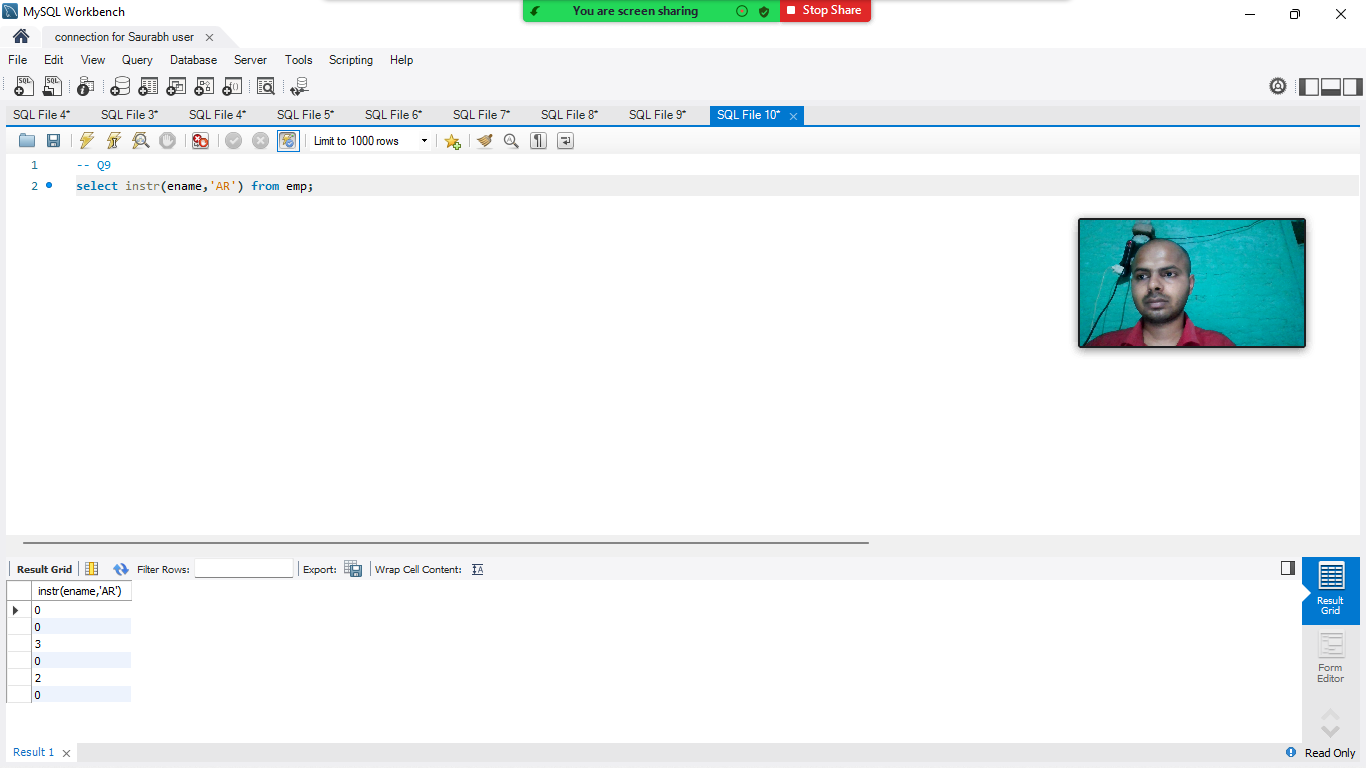 MySQL Workbench
You are screen sharing
Stop Share
connection for Saurabh user
File Edit View Query Database Server Tools Scripting Help
SQL File 4* SQL File 3* SQL File 4* SQL File 5* SQL File 6* SQL File 7* SQL File 8* SQL File 9* SQL File 10*
Limit to 1000 rows
1 -- Q9
2 select instr(ename,'AR') from emp;
Result Grid Filter Rows: Export: Wrap Cell Content:
instr(ename,'AR')
0
0
3
0
2
0
Result
Grid
Form
Editor
Result 1
Read Only